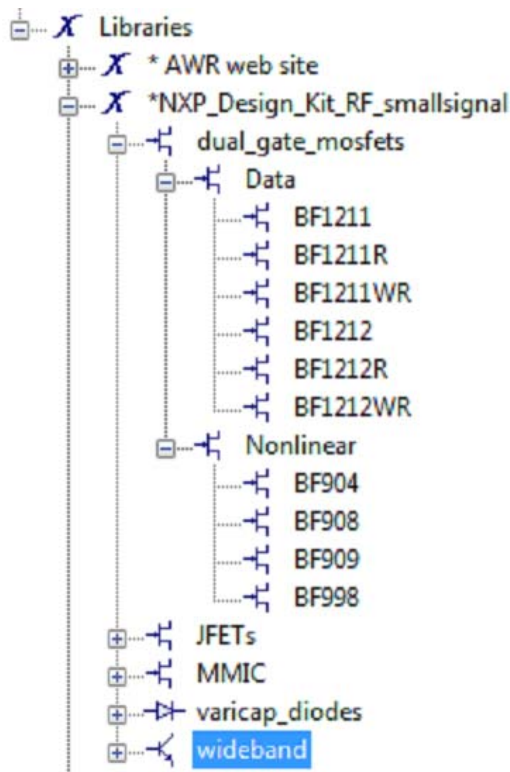 Libraries
* AWR web site
*NXP_Design_Kit_RF_smallsignal
dual_gate_mosfets
Data
BF1211
BF1211R
BF1211WR
BF1212
BF1212R
BF1212WR
Nonlinear
BF904
BF908
BF909
BF998
JFETs
MMIC
varicap_diodes
wideband